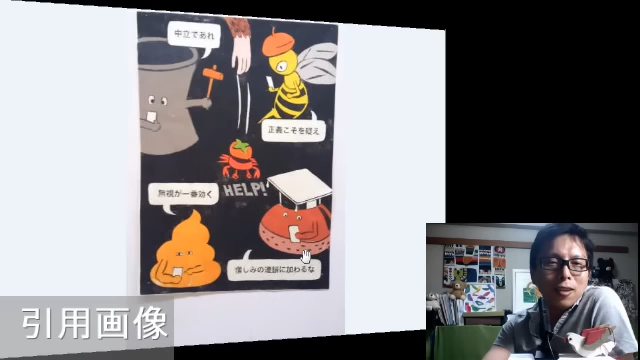 中立であれ
正義こそを疑え
無視が一番効く
HELP!
憎しみの連鎖に加わるな
引用画像